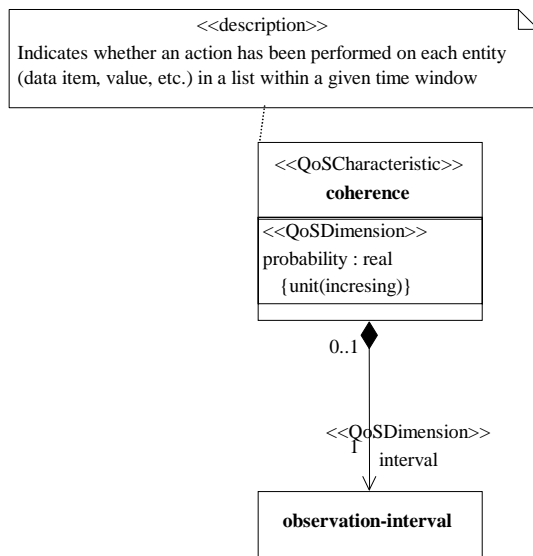 <<description>>
Indicates whether an action has been performed on each entity
(data item, value, etc.) in a list within a given time window
<<QoSCharacteristic>>
coherence
<<QoSDimension>>
probability : real
{unit(incresing)}
0..1
<<QoSDimension>>
1
interval
observation-interval